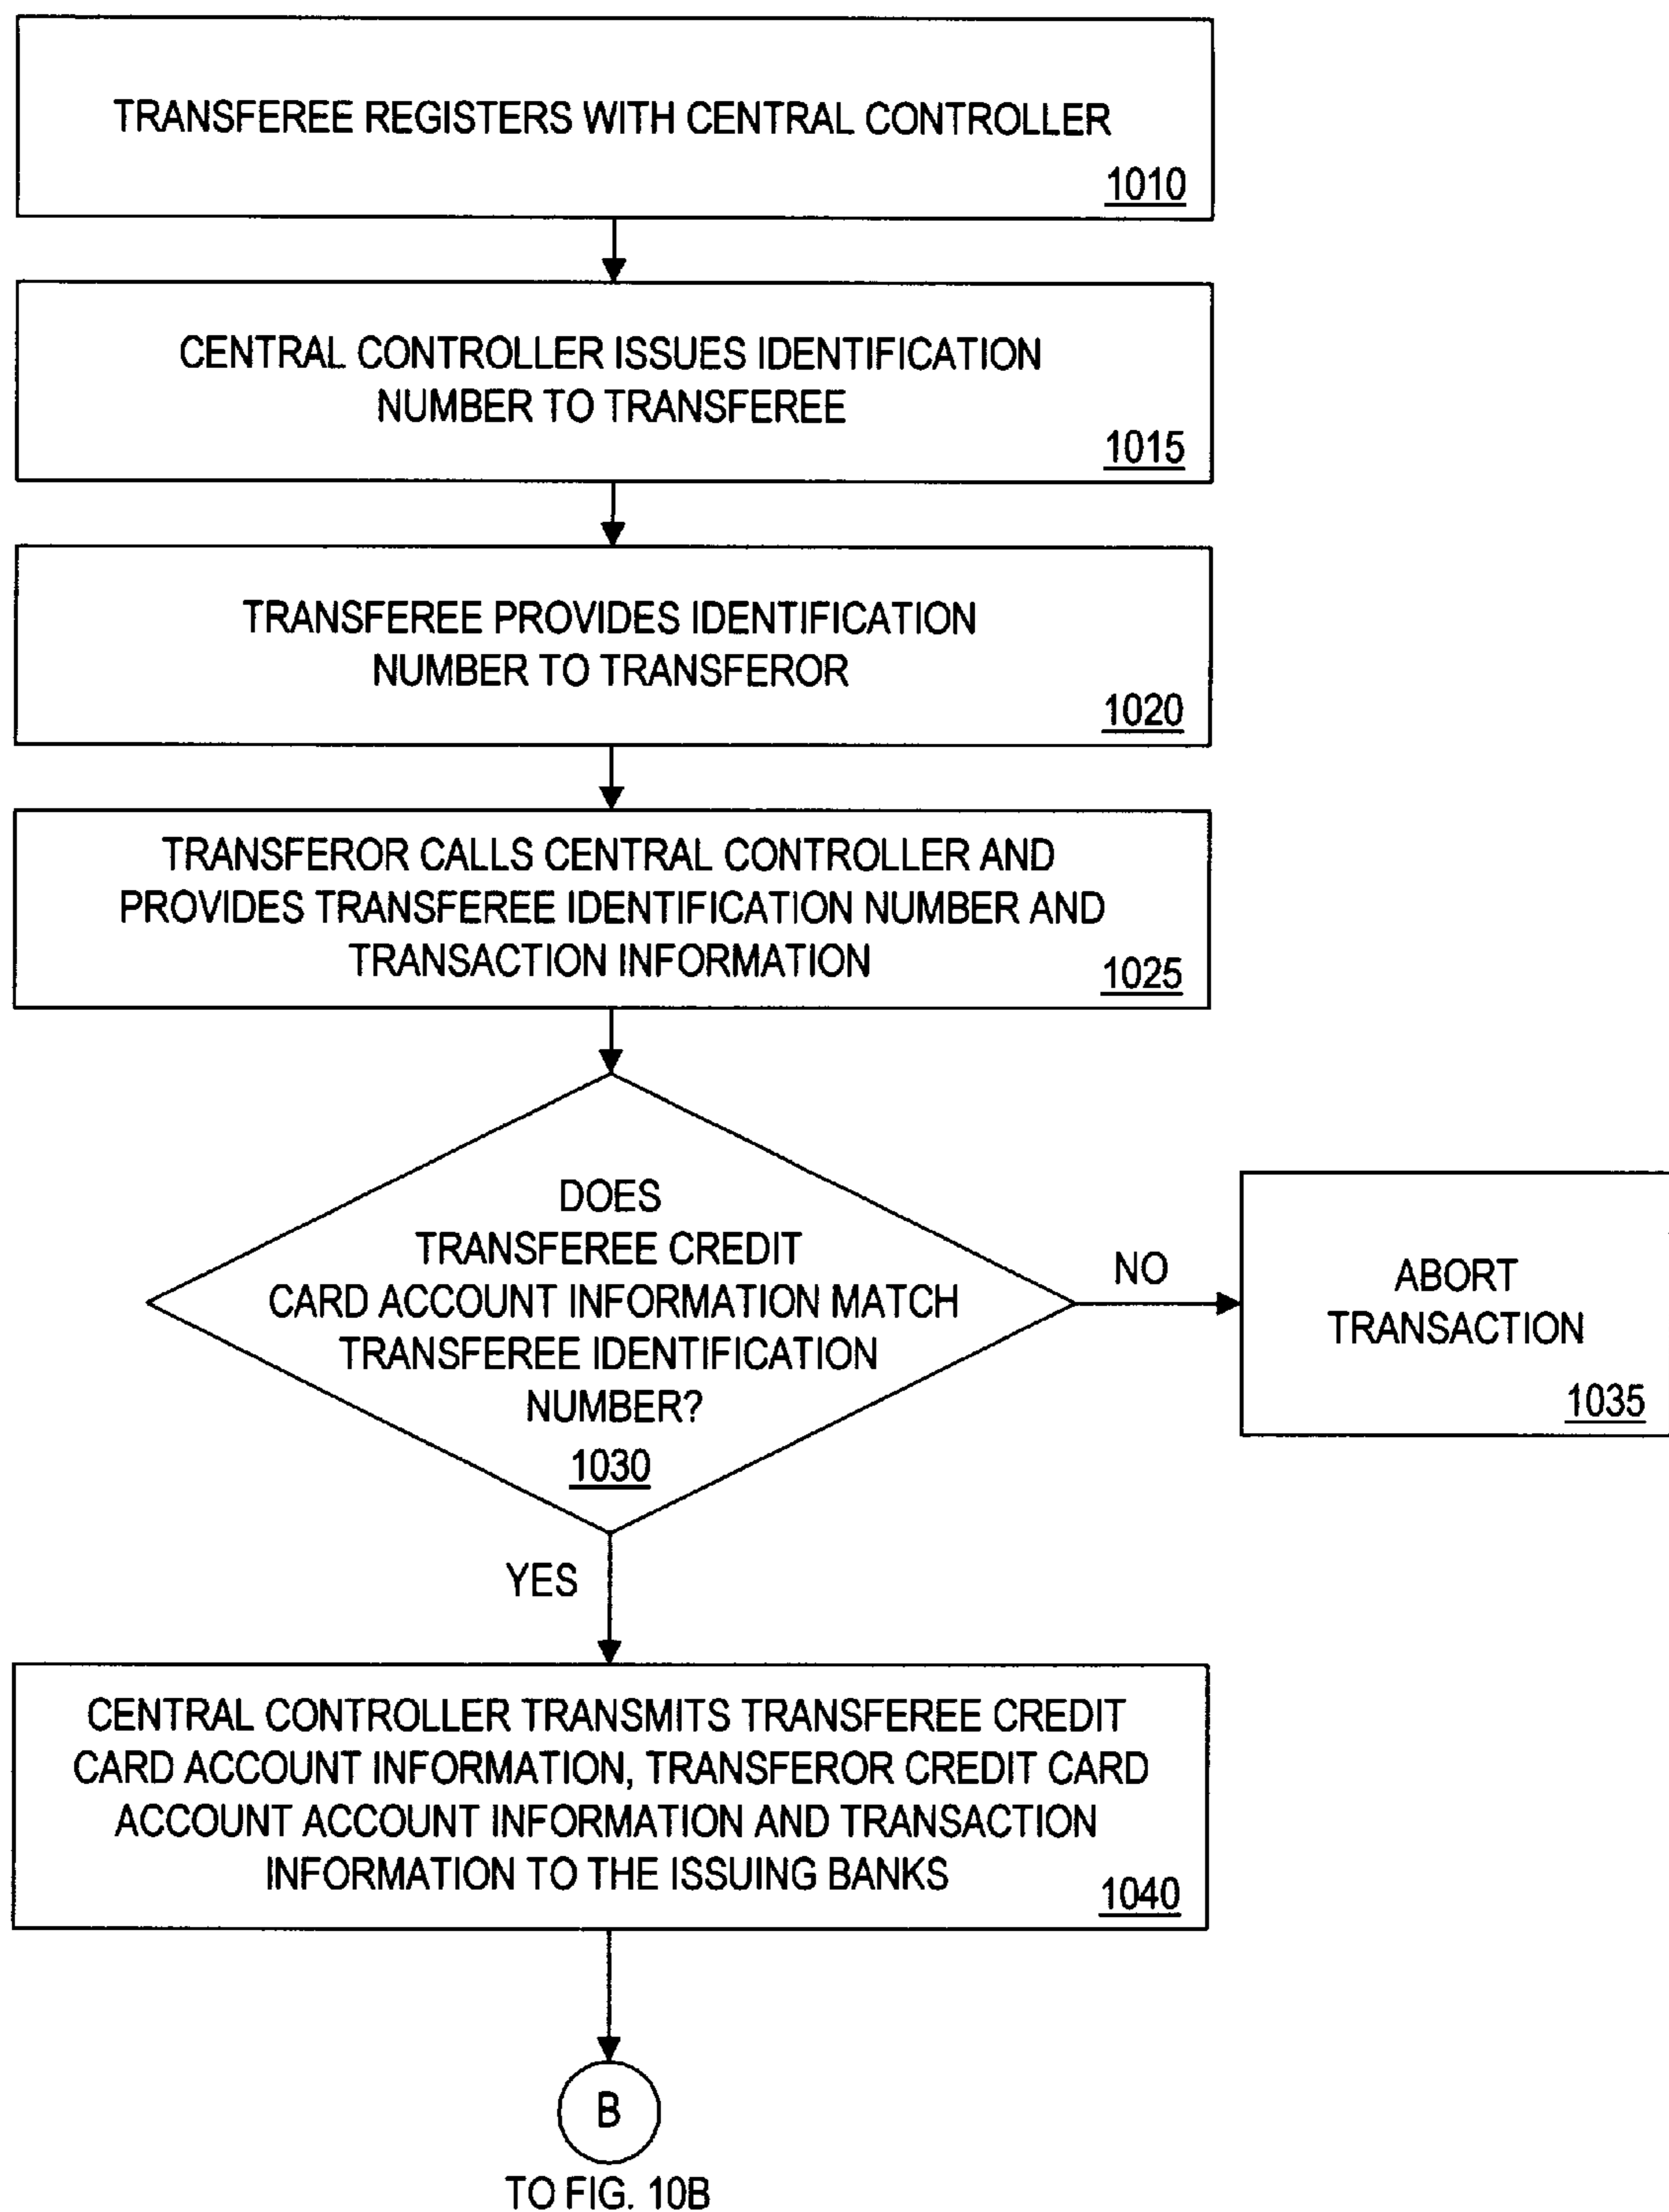 TRANSFEREE REGISTERS WITH CENTRAL CONTROLLER
1010
CENTRAL CONTROLLER ISSUES IDENTIFICATION
NUMBER TO TRANSFEREE
1015
TRANSFEREE PROVIDES IDENTIFICATION
NUMBER TO TRANSFEROR
1020
TRANSFEROR CALLS CENTRAL CONTROLLER AND
PROVIDES TRANSFEREE IDENTIFICATION NUMBER AND
TRANSACTION INFORMATION
1025
DOES
TRANSFEREE CREDIT
CARD ACCOUNT INFORMATION MATCH
TRANSFEREE IDENTIFICATION
NUMBER?
1030
NO
ABORT
TRANSACTION
1035
YES
CENTRAL CONTROLLER TRANSMITS TRANSFEREE CREDIT
CARD ACCOUNT INFORMATION, TRANSFEROR CREDIT CARD
ACCOUNT ACCOUNT INFORMATION AND TRANSACTION
INFORMATION TO THE ISSUING BANKS
1040
B
TO FIG. 10B